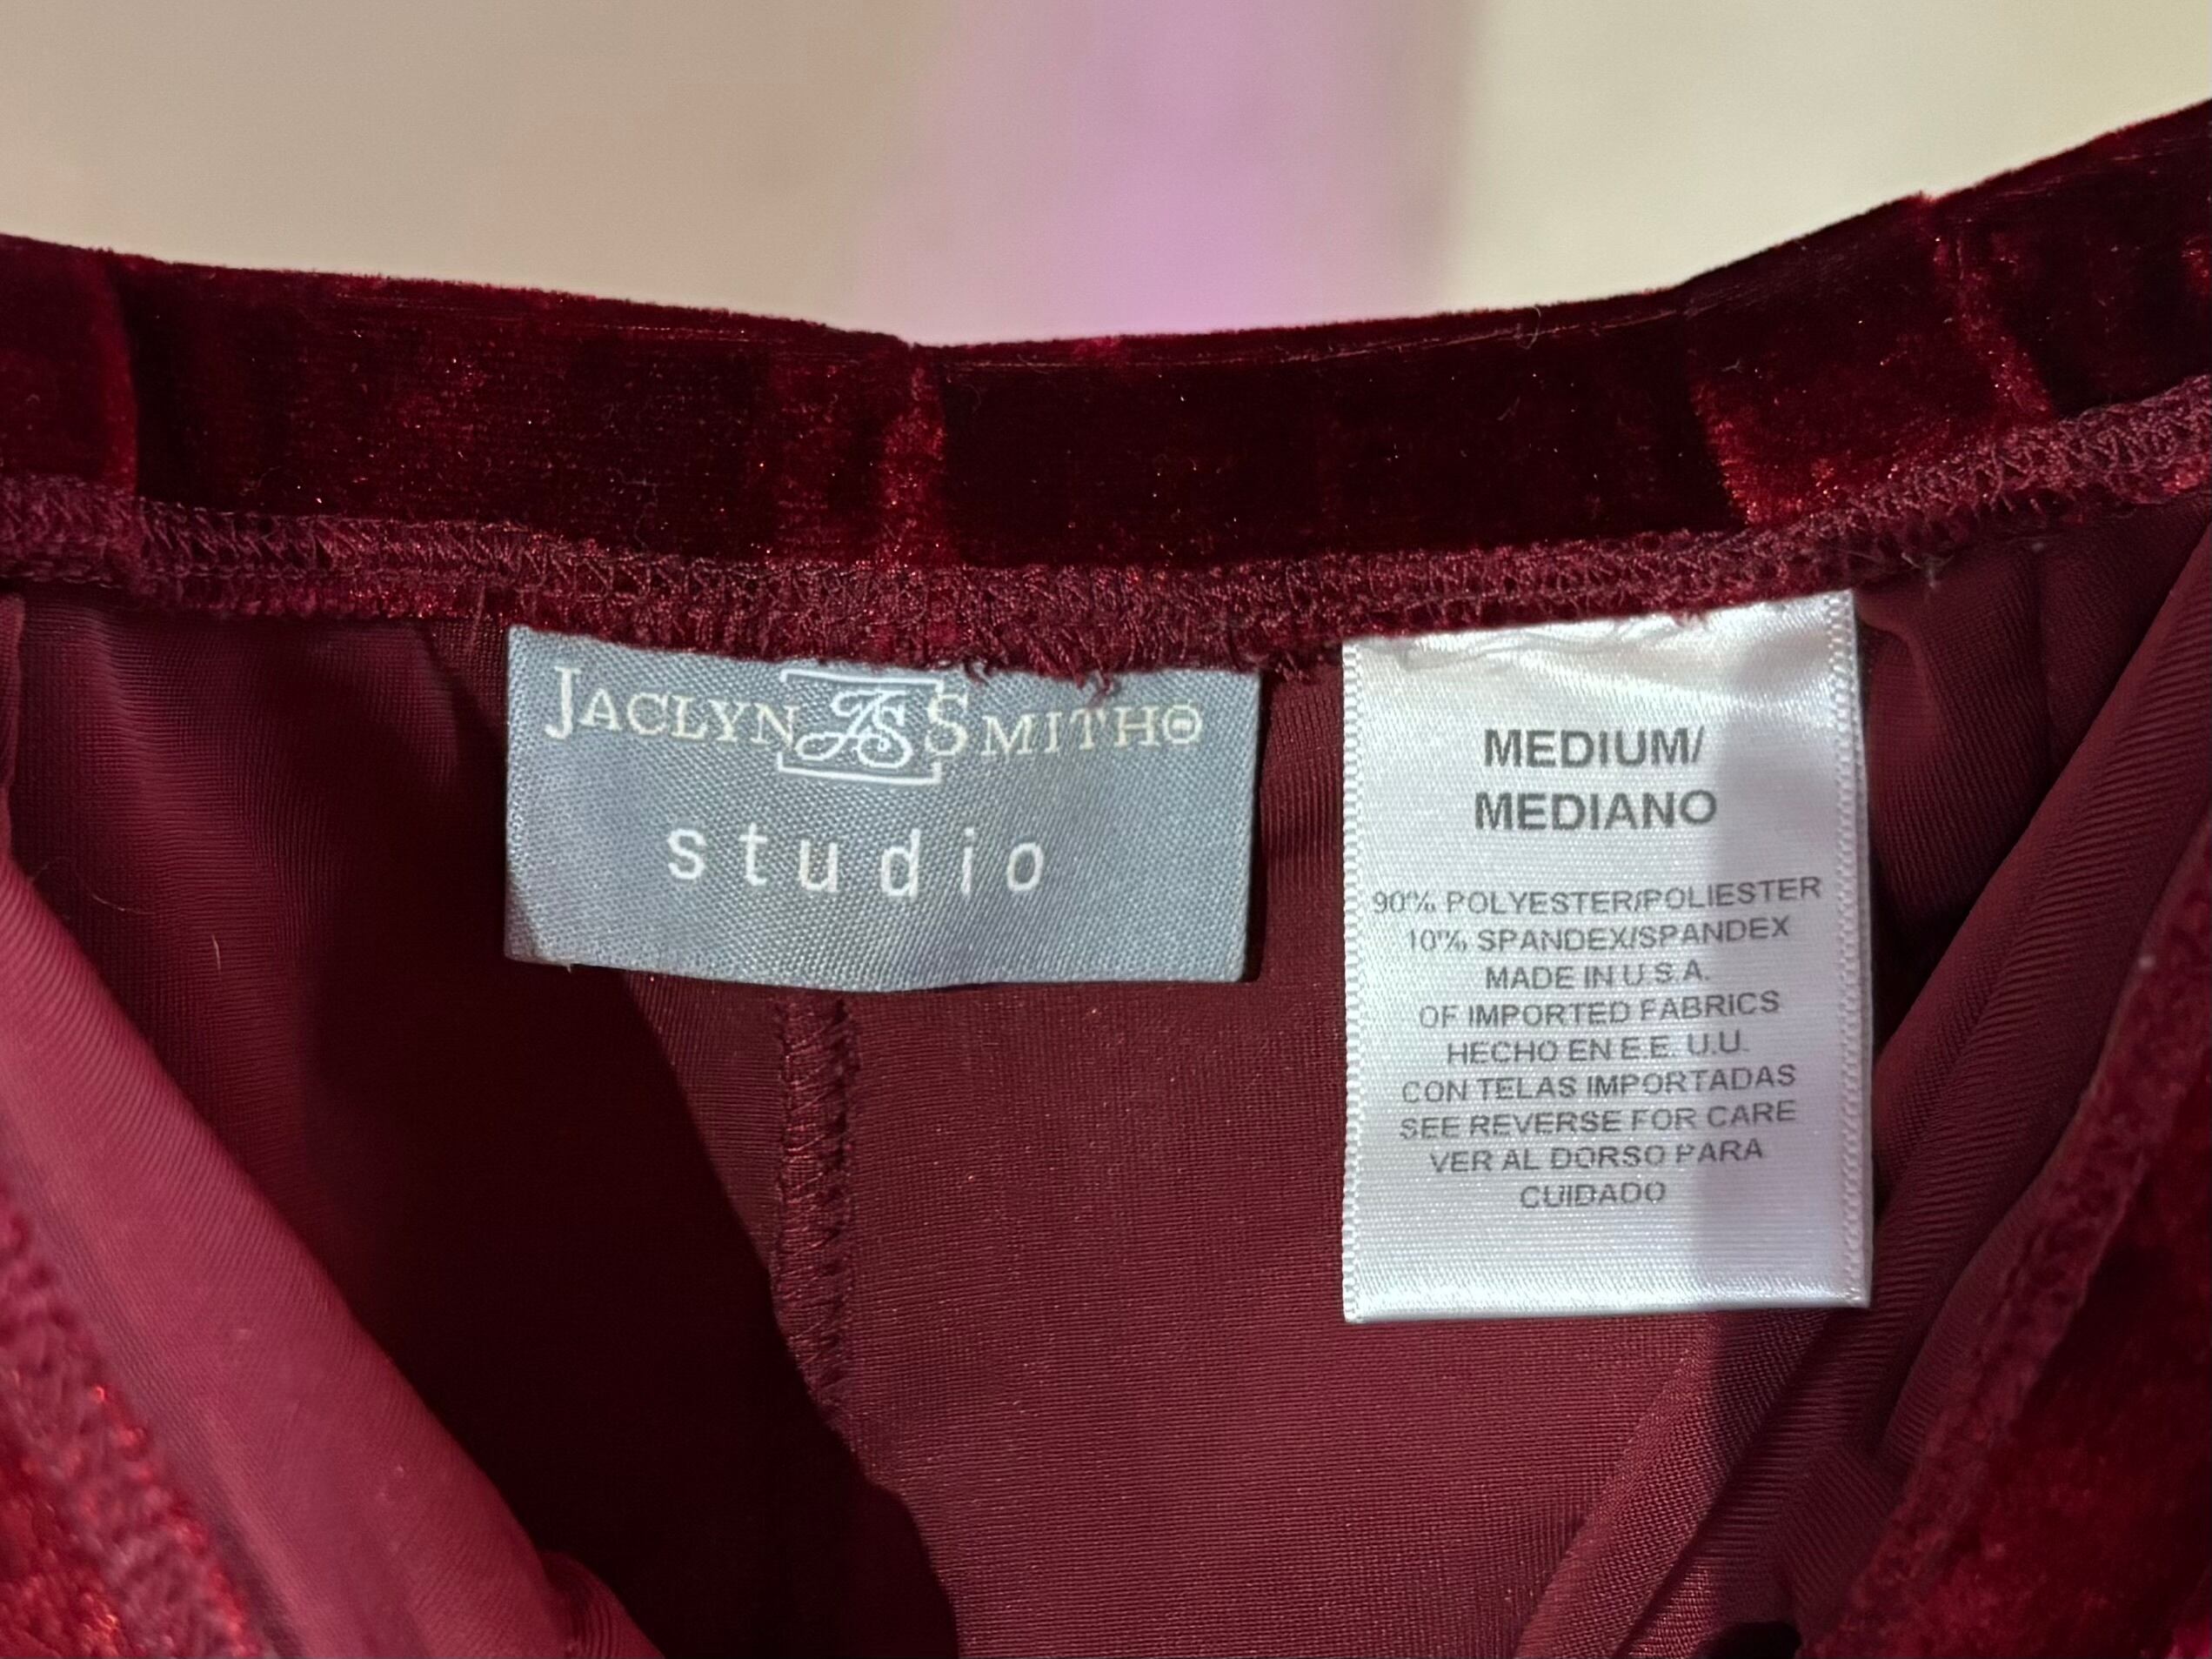 JACLYN JS SMITH®
studio
MEDIUM/
MEDIANO
90% POLYESTER/POLIESTER
10% SPANDEX/SPANDEX
MADE IN U.S.A.
OF IMPORTED FABRICS
HECHO EN E.E. U.U.
CON TELAS IMPORTADAS
SEE REVERSE FOR CARE
VER AL DORSO PARA
CUIDADO